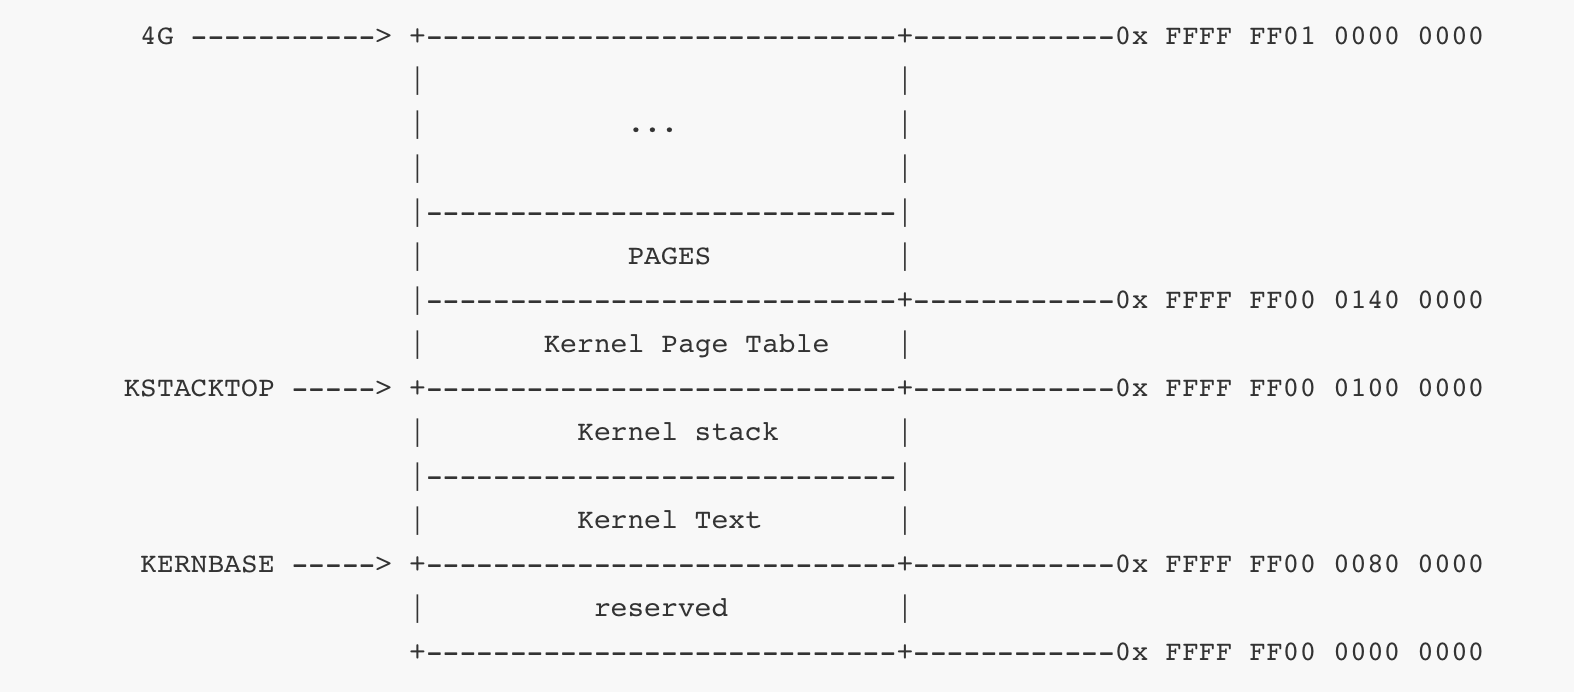 4G -----------> +----------------------------+------------0x FFFF FF01 0000 0000
| |
| ... |
| |
|----------------------------|
| PAGES |
|----------------------------+------------0x FFFF FF00 0140 0000
| Kernel Page Table |
KSTACKTOP -----> +----------------------------+------------0x FFFF FF00 0100 0000
| Kernel stack |
|----------------------------|
| Kernel Text |
KERNBASE -----> +----------------------------+------------0x FFFF FF00 0080 0000
| reserved |
+----------------------------+------------0x FFFF FF00 0000 0000